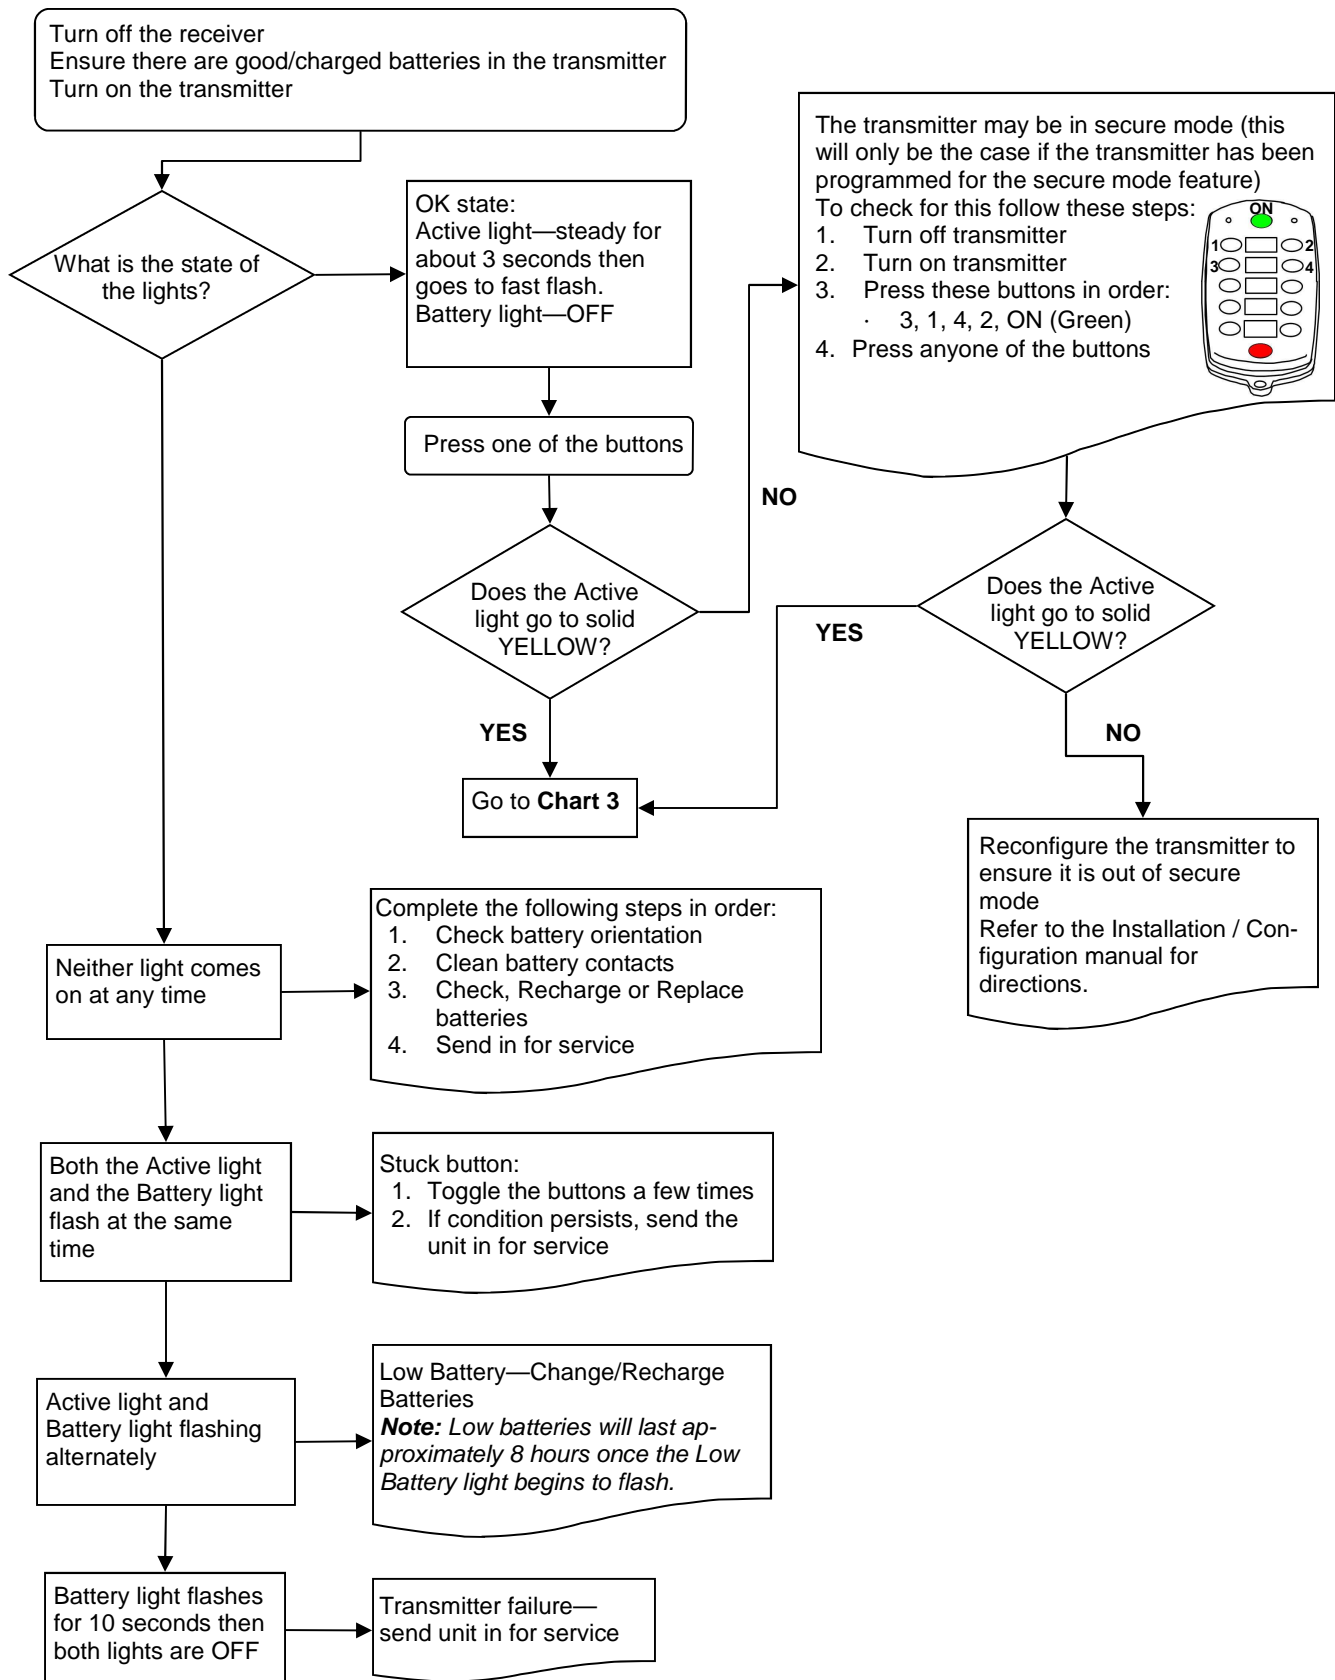 Turn off the receiver
Ensure there are good/charged batteries in the transmitter
Turn on the transmitter
What is the state of
the lights?
OK state:
Active light—steady for
about 3 seconds then
goes to fast flash.
Battery light—OFF
Press one of the buttons
Does the Active
light go to solid
YELLOW?
NO
YES
Go to Chart 3
The transmitter may be in secure mode (this
will only be the case if the transmitter has been
programmed for the secure mode feature)
To check for this follow these steps:
1. Turn off transmitter
2. Turn on transmitter
3. Press these buttons in order:
· 3, 1, 4, 2, ON (Green)
4. Press anyone of the buttons
ON
1 2
3 4
Does the Active
light go to solid
YELLOW?
YES
NO
Reconfigure the transmitter to
ensure it is out of secure
mode
Refer to the Installation / Con-
figuration manual for
directions.
Neither light comes
on at any time
Complete the following steps in order:
1. Check battery orientation
2. Clean battery contacts
3. Check, Recharge or Replace
batteries
4. Send in for service
Both the Active light
and the Battery light
flash at the same
time
Stuck button:
1. Toggle the buttons a few times
2. If condition persists, send the
unit in for service
Active light and
Battery light flashing
alternately
Low Battery—Change/Recharge
Batteries
Note: Low batteries will last ap-
proximately 8 hours once the Low
Battery light begins to flash.
Battery light flashes
for 10 seconds then
both lights are OFF
Transmitter failure—
send unit in for service